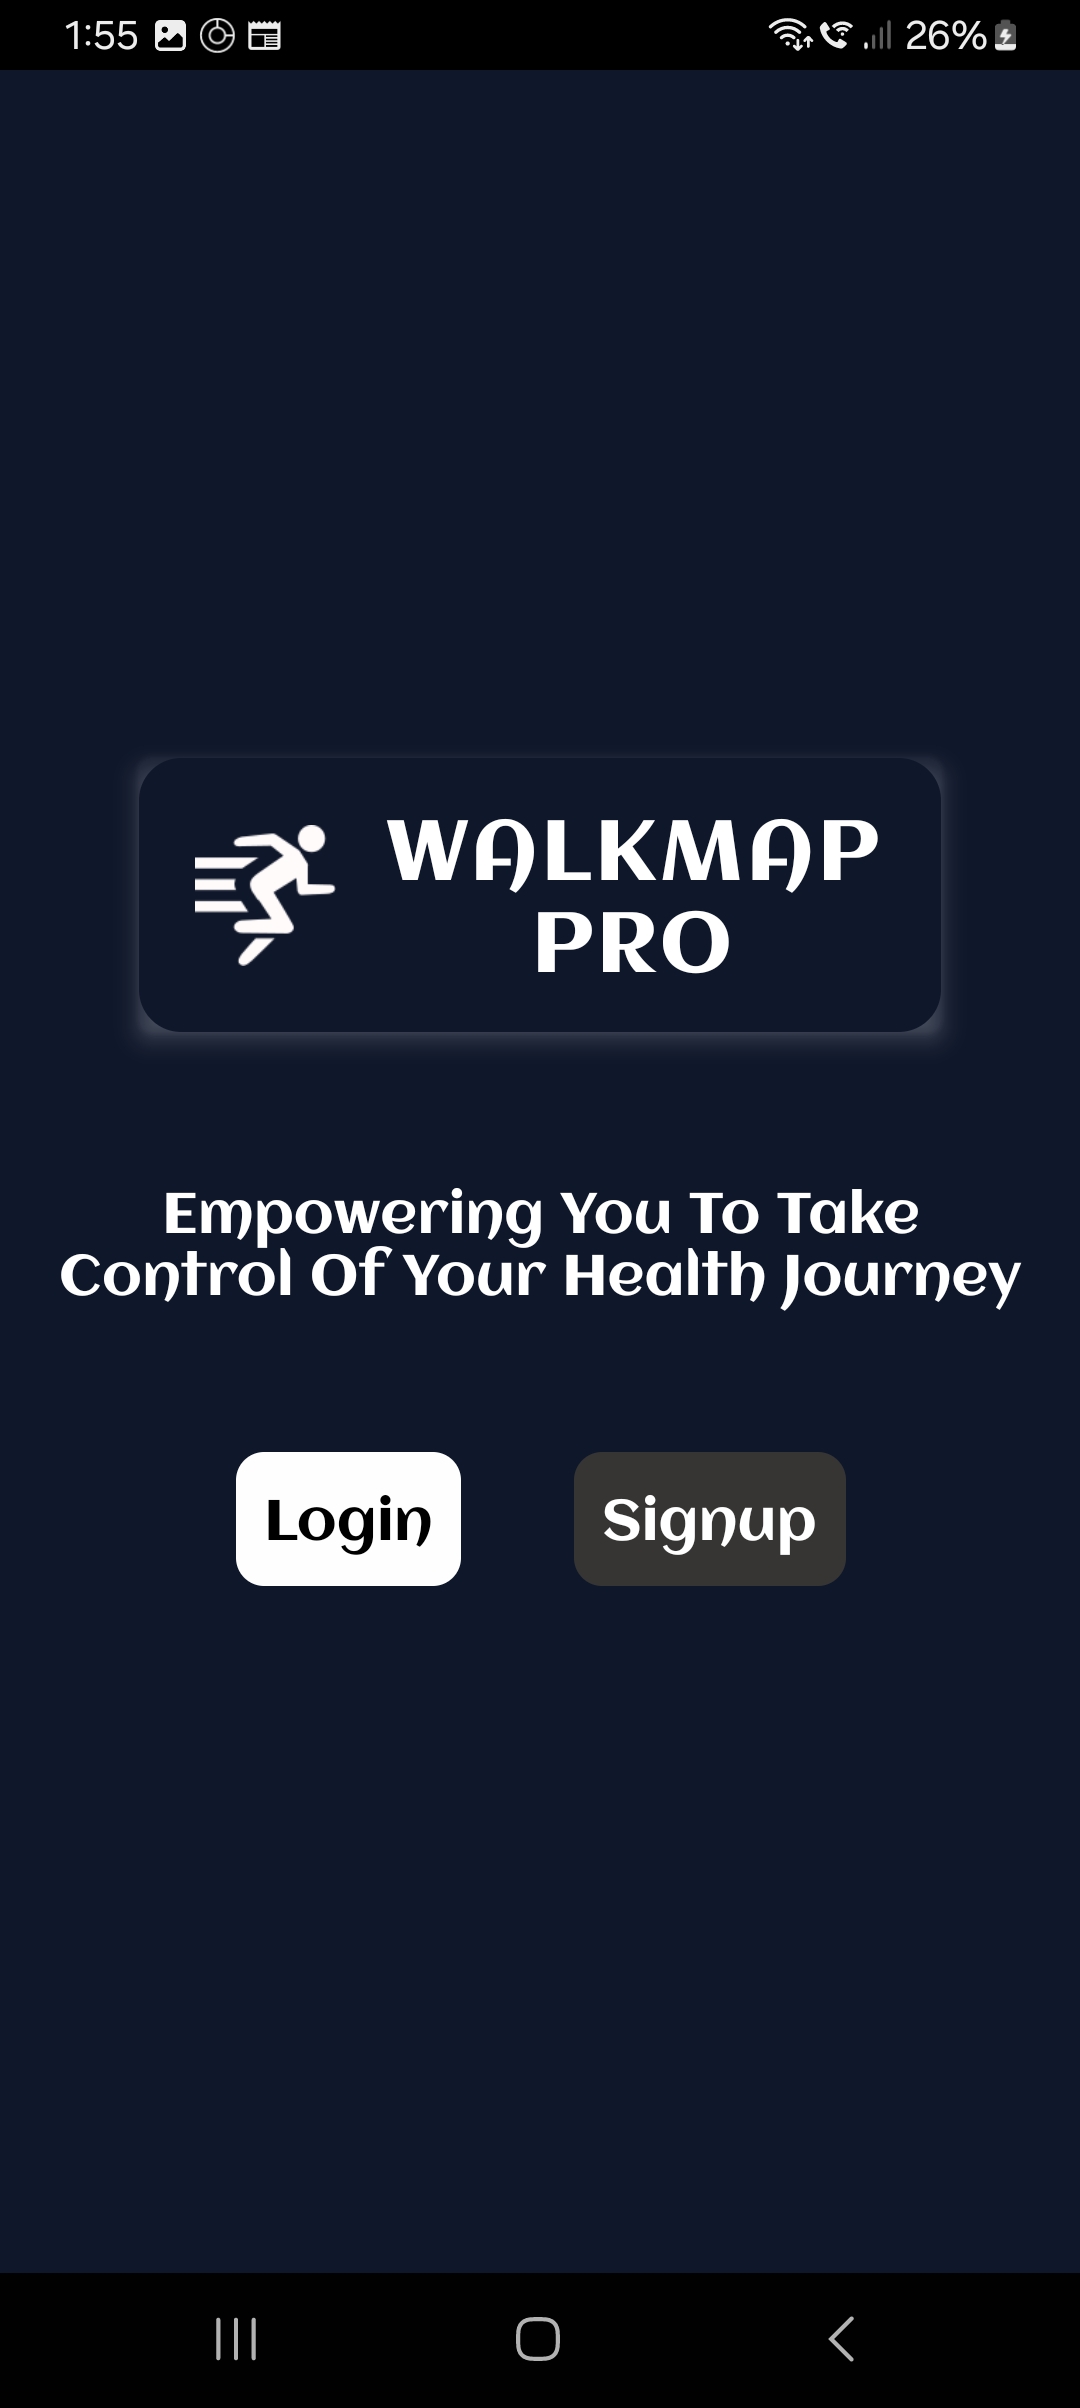 1:55
26%
WALKMAP
PRO
Empowering You To Take
Control Of Your Health Journey
Login
Signup